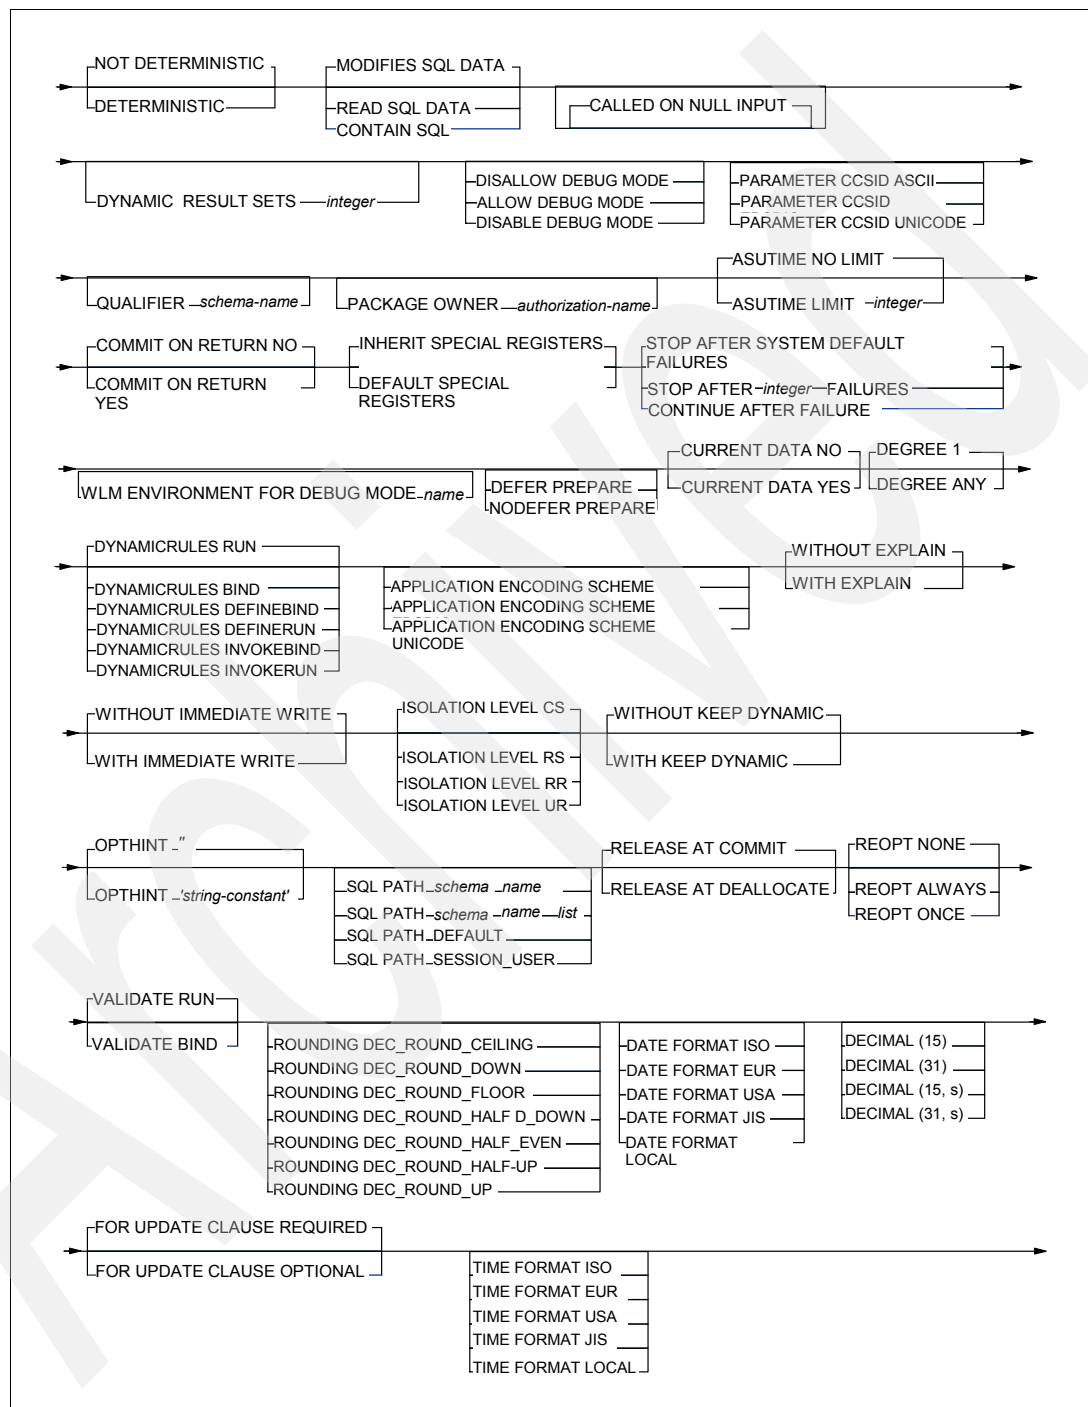 NOT DETERMINISTIC
DETERMINISTIC
MODIFIES SQL DATA
READ SQL DATA
CONTAIN SQL
CALLED ON NULL INPUT
DYNAMIC RESULT SETS integer
DISALLOW DEBUG MODE
ALLOW DEBUG MODE
DISABLE DEBUG MODE
PARAMETER CCSID ASCII
PARAMETER CCSID
PARAMETER CCSID UNICODE
QUALIFIER schema-name
PACKAGE OWNER authorization-name
ASUTIME NO LIMIT
ASUTIME LIMIT integer
COMMIT ON RETURN NO
COMMIT ON RETURN
YES
INHERIT SPECIAL REGISTERS
DEFAULT SPECIAL
REGISTERS
STOP AFTER SYSTEM DEFAULT
FAILURES
STOP AFTER integer FAILURES
CONTINUE AFTER FAILURE
WLM ENVIRONMENT FOR DEBUG MODE name
DEFER PREPARE
NODEFER PREPARE
CURRENT DATA NO
CURRENT DATA YES
DEGREE 1
DEGREE ANY
DYNAMICRULES RUN
DYNAMICRULES BIND
DYNAMICRULES DEFINEBIND
DYNAMICRULES DEFINERUN
DYNAMICRULES INVOKEBIND
DYNAMICRULES INVOKERUN
APPLICATION ENCODING SCHEME
APPLICATION ENCODING SCHEME
APPLICATION ENCODING SCHEME
UNICODE
WITHOUT EXPLAIN
WITH EXPLAIN
WITHOUT IMMEDIATE WRITE
WITH IMMEDIATE WRITE
ISOLATION LEVEL CS
ISOLATION LEVEL RS
ISOLATION LEVEL RR
ISOLATION LEVEL UR
WITHOUT KEEP DYNAMIC
WITH KEEP DYNAMIC
OPTHINT ''
OPTHINT 'string-constant'
SQL PATH schema name
SQL PATH schema name list
SQL PATH DEFAULT
SQL PATH SESSION_USER
RELEASE AT COMMIT
RELEASE AT DEALLOCATE
REOPT NONE
REOPT ALWAYS
REOPT ONCE
VALIDATE RUN
VALIDATE BIND
ROUNDING DEC_ROUND_CEILING
ROUNDING DEC_ROUND_DOWN
ROUNDING DEC_ROUND_FLOOR
ROUNDING DEC_ROUND_HALF D_DOWN
ROUNDING DEC_ROUND_HALF_EVEN
ROUNDING DEC_ROUND_HALF-UP
ROUNDING DEC_ROUND_UP
DATE FORMAT ISO
DATE FORMAT EUR
DATE FORMAT USA
DATE FORMAT JIS
DATE FORMAT
LOCAL
DECIMAL (15)
DECIMAL (31)
DECIMAL (15, s)
DECIMAL (31, s)
FOR UPDATE CLAUSE REQUIRED
FOR UPDATE CLAUSE OPTIONAL
TIME FORMAT ISO
TIME FORMAT EUR
TIME FORMAT USA
TIME FORMAT JIS
TIME FORMAT LOCAL
Archived